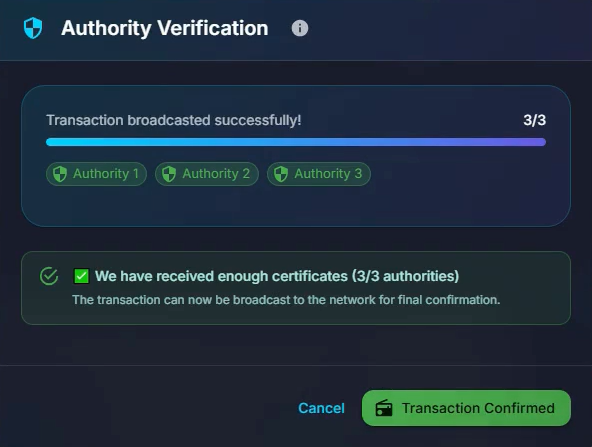 Authority Verification
Transaction broadcasted successfully! 3/3
Authority 1 Authority 2 Authority 3
✅ We have received enough certificates (3/3 authorities)
The transaction can now be broadcast to the network for final confirmation.
Cancel Transaction Confirmed